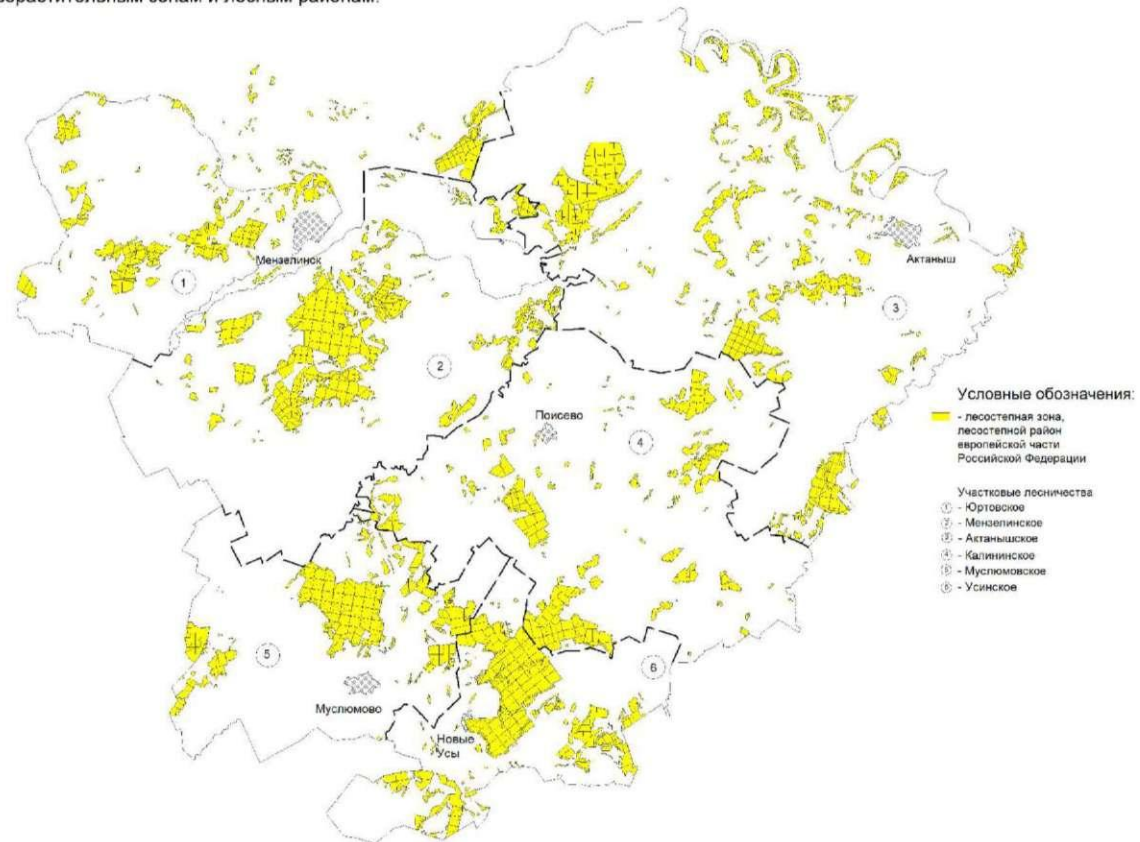 зорастительным зонам и лесным районам.
Мензелинск
1
Актаныш
3
2
Условные обозначения:
- лесостепная зона,
лесостепной район
европейской части
Российской Федерации
Поисево
4
Участковые лесничества
1 - Юртовское
2 - Мензелинское
3 - Актанышское
4 - Калининское
5 - Муслюмовское
6 - Усинское
5
6
Муслюмово
Новые
Усы